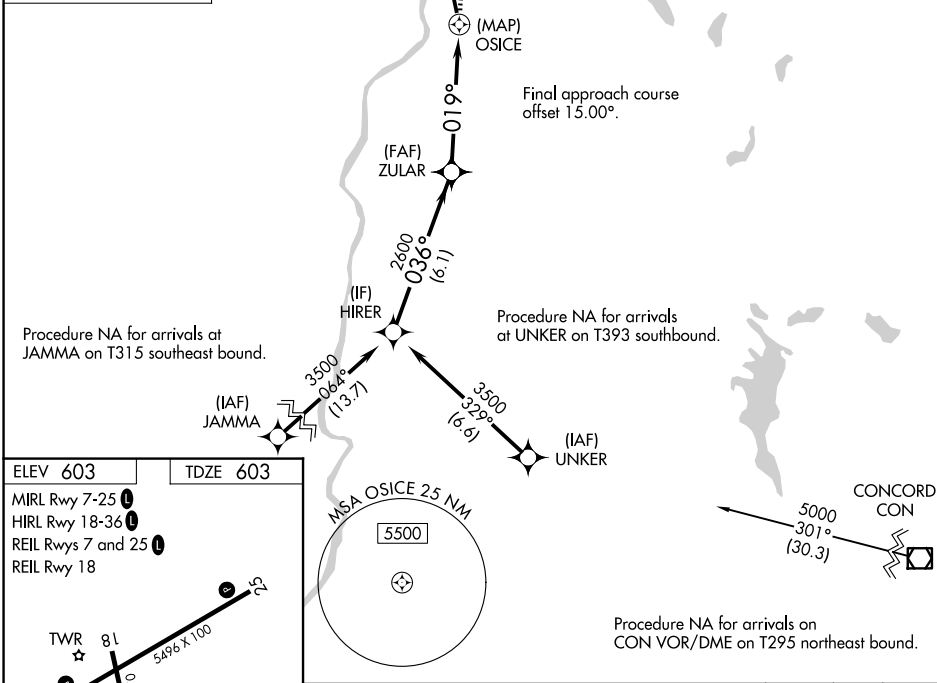 (MAP)
OSICE
Final approach course
offset 15.00°.
019°
(FAF)
ZULAR
2600
036°
(6.1)
(IF)
HIRER
Procedure NA for arrivals at
JAMMA on T315 southeast bound.
Procedure NA for arrivals
at UNKER on T393 southbound.
3500
064°
(13.7)
(IAF)
JAMMA
3500
329°
(6.6)
(IAF)
UNKER
ELEV 603
TDZE 603
MIRL Rwy 7-25 L
HIRL Rwy 18-36 L
REIL Rwys 7 and 25 L
REIL Rwy 18
MSA OSICE 25 NM
5500
CONCORD
CON
5000
301°
(30.3)
P
25
TWR
18
5496 X 100
Procedure NA for arrivals on
CON VOR/DME on T295 northeast bound.